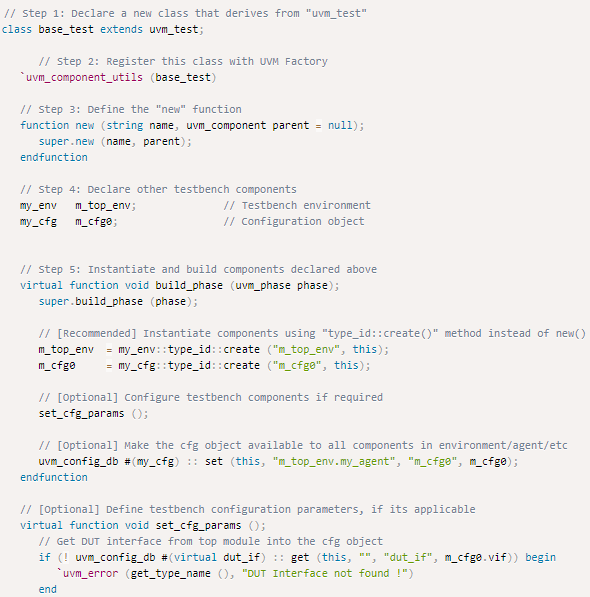 // Step 1: Declare a new class that derives from "uvm_test"
class base_test extends uvm_test;
// Step 2: Register this class with UVM Factory
`uvm_component_utils (base_test)
// Step 3: Define the "new" function
function new (string name, uvm_component parent = null);
super.new (name, parent);
endfunction
// Step 4: Declare other testbench components
my_env   m_top_env;              // Testbench environment
my_cfg   m_cfg0;                 // Configuration object
// Step 5: Instantiate and build components declared above
virtual function void build_phase (uvm_phase phase);
super.build_phase (phase);
// [Recommended] Instantiate components using "type_id::create()" method instead of new()
m_top_env  = my_env::type_id::create ("m_top_env", this);
m_cfg0     = my_cfg::type_id::create ("m_cfg0", this);
// [Optional] Configure testbench components if required
set_cfg_params ();
// [Optional] Make the cfg object available to all components in environment/agent/etc
uvm_config_db #(my_cfg) :: set (this, "m_top_env.my_agent", "m_cfg0", m_cfg0);
endfunction
// [Optional] Define testbench configuration parameters, if its applicable
virtual function void set_cfg_params ();
// Get DUT interface from top module into the cfg object
if (! uvm_config_db #(virtual dut_if) :: get (this, "", "dut_if", m_cfg0.vif)) begin
`uvm_error (get_type_name (), "DUT Interface not found !")
end